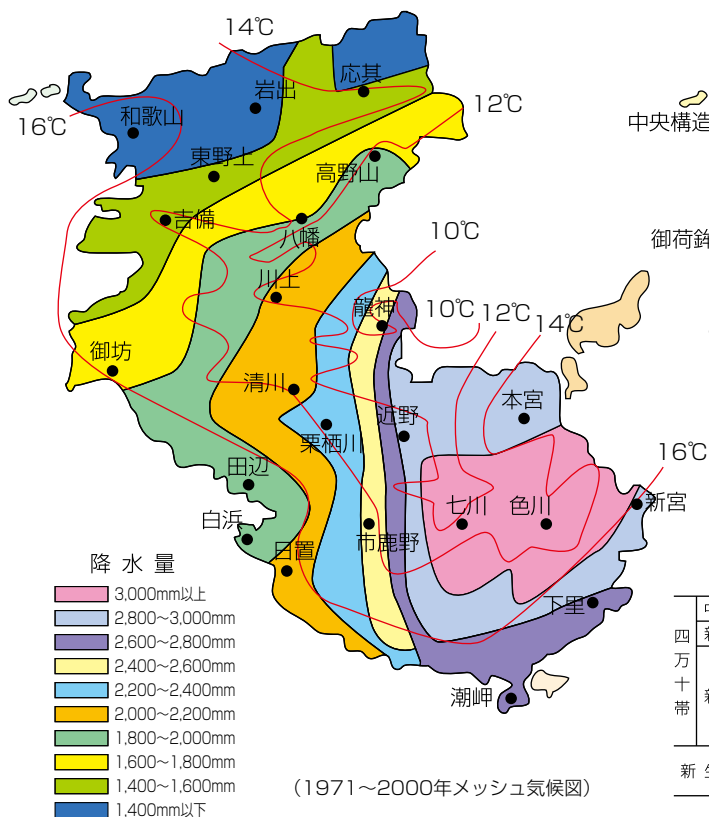 14℃
応其
岩出
12℃
16℃
和歌山
中央構造
東野上
高野山
吉備
八幡
10℃
御荷鉾
川上
龍神
10℃
12℃
14℃
御坊
清川
本宮
近野
栗栖川
16℃
田辺
七川
色川
新宮
白浜
市鹿野
日置
下里
潮岬
降水量
3,000mm以上
2,800～3,000mm
2,600～2,800mm
2,400～2,600mm
2,200～2,400mm
2,000～2,200mm
1,800～2,000mm
1,600～1,800mm
1,400～1,600mm
1,400mm以下
（1971～2000年メッシュ気候図）
四万十帯
新
新
新生